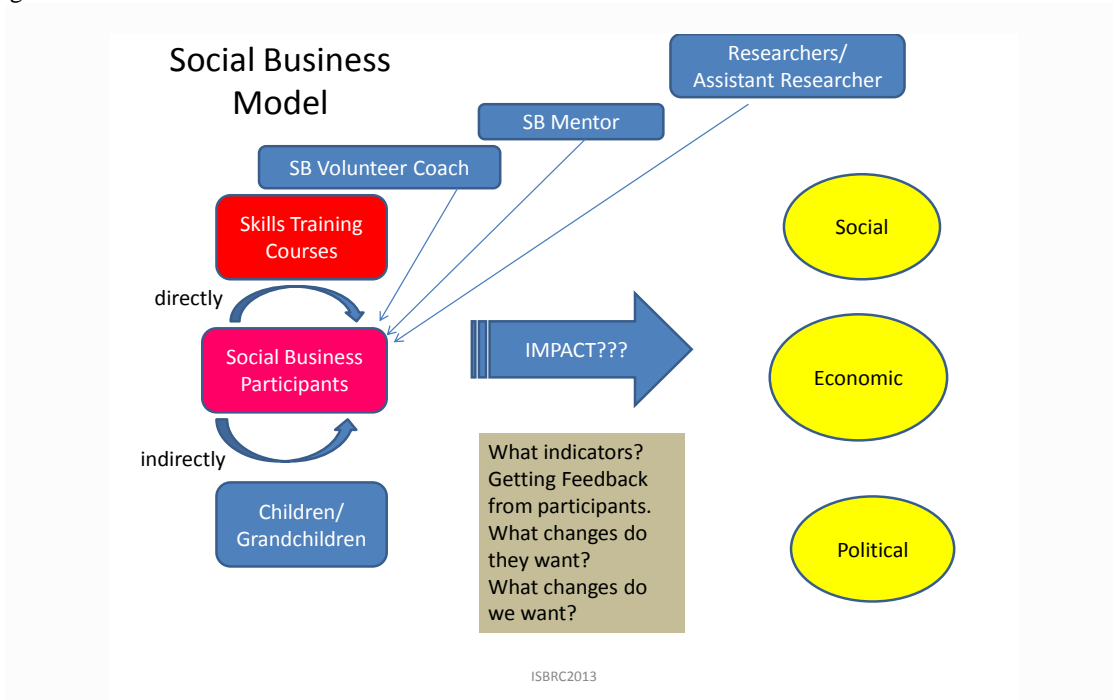 Social Business
Model
Researchers/
Assistant Researcher
SB Mentor
SB Volunteer Coach
Skills Training
Courses
directly
Social Business
Participants
indirectly
Children/
Grandchildren
IMPACT???
What indicators?
Getting Feedback
from participants.
What changes do
they want?
What changes do
we want?
Social
Economic
Political
ISBRC2013